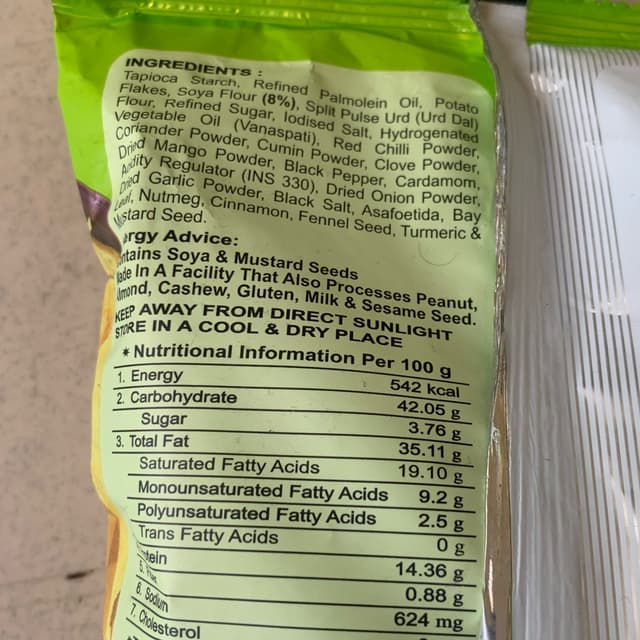 INGREDIENTS :
Tapioca Starch, Refined Palmolein Oil, Potato
Flakes, Soya Flour (8%), Split Pulse Urd (Urd Dal)
Flour, Refined Sugar, Iodised Salt, Hydrogenated
Vegetable Oil (Vanaspati), Red Chilli Powder,
Coriander Powder, Cumin Powder, Clove Powder,
Dried Mango Powder, Black Pepper, Cardamom,
Acidity Regulator (INS 330), Dried Onion Powder,
Dried Garlic Powder, Black Salt, Asafoetida, Bay
Leaf, Nutmeg, Cinnamon, Fennel Seed, Turmeric &
Mustard Seed.
ergy Advice:
ntains Soya & Mustard Seeds
Made In A Facility That Also Processes Peanut,
lmond, Cashew, Gluten, Milk & Sesame Seed.
KEEP AWAY FROM DIRECT SUNLIGHT
STORE IN A COOL & DRY PLACE
* Nutritional Information Per 100 g
1. Energy 542 kcal
2. Carbohydrate 42.05 g
Sugar 3.76 g
3. Total Fat 35.11 g
Saturated Fatty Acids 19.10 g
Monounsaturated Fatty Acids 9.2 g
Polyunsaturated Fatty Acids 2.5 g
Trans Fatty Acids 0 g
otein 14.36 g
5. 0.88 g
6. Sodium 624 mg
7. Cholesterol